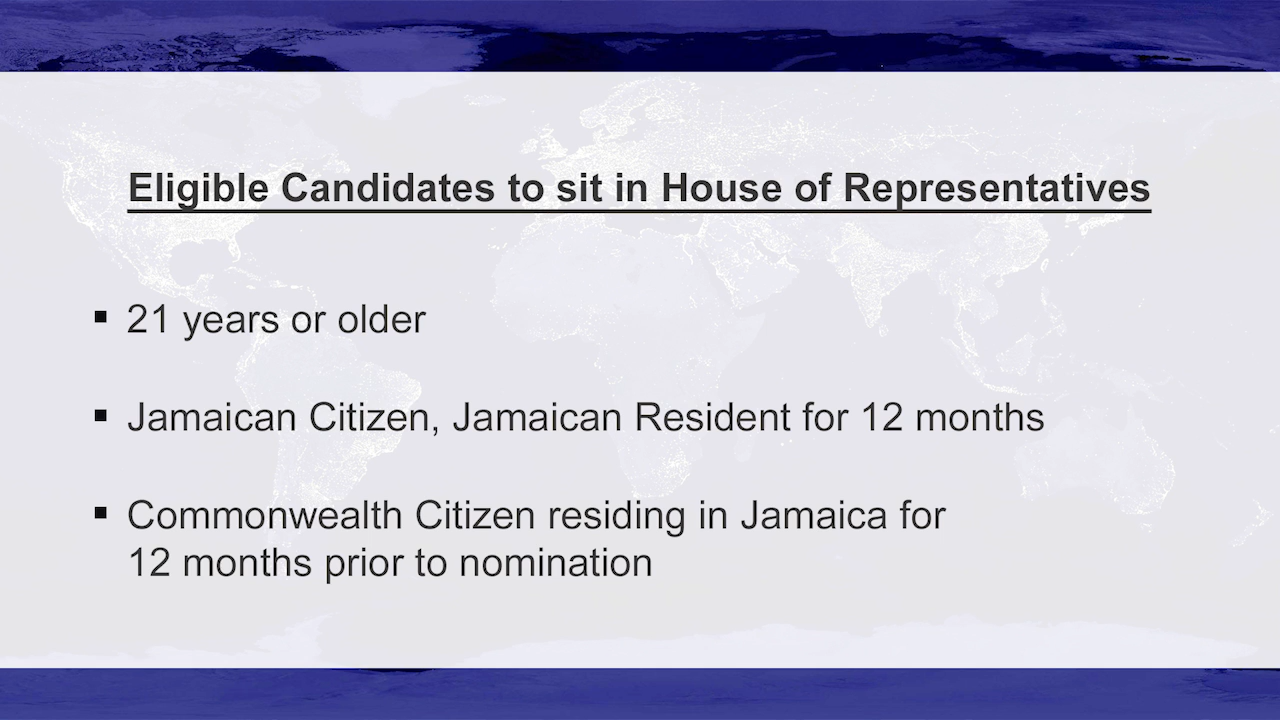 Eligible Candidates to sit in House of Representatives
▪ 21 years or older
▪ Jamaican Citizen, Jamaican Resident for 12 months
▪ Commonwealth Citizen residing in Jamaica for
12 months prior to nomination